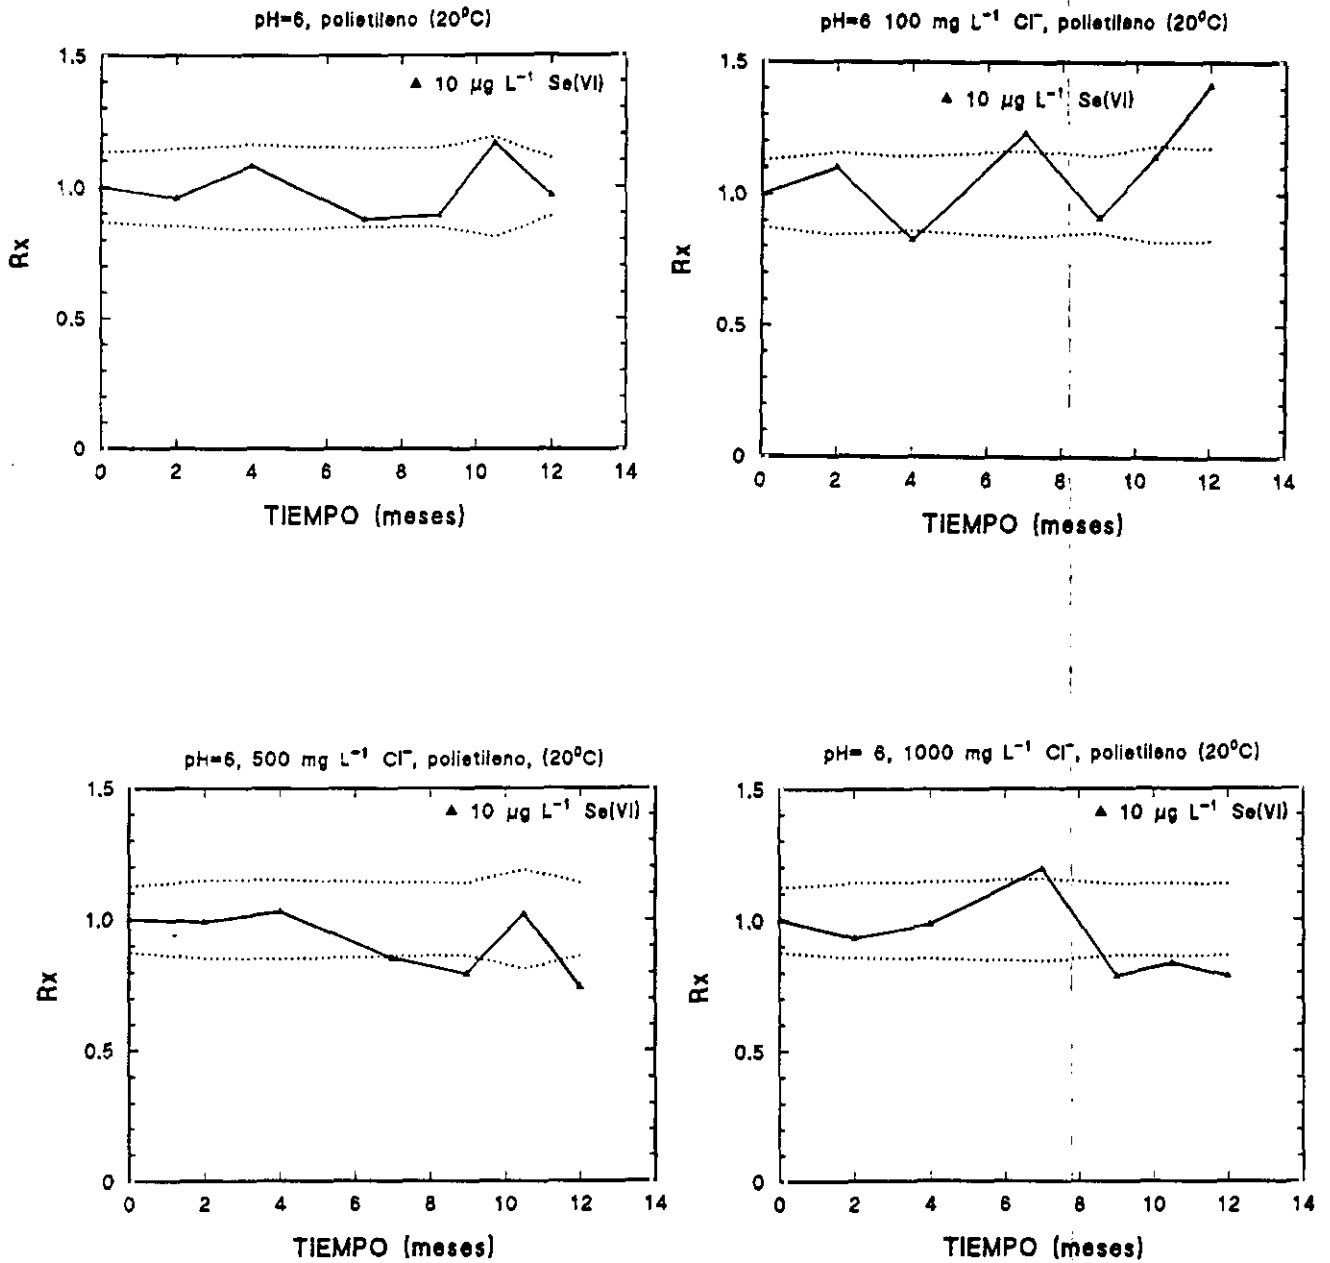 pH=6, polietileno (20⁰C)
1.5
▲ 10 µg L⁻¹ Se(VI)
1.0
Rx
0.5
0
0 2 4 6 8 10 12 14
TIEMPO (meses)
pH=6 100 mg L⁻¹ Cl⁻, polietileno (20⁰C)
1.5
▲ 10 µg L⁻¹ Se(VI)
1.0
Rx
0.5
0
0 2 4 6 8 10 12 14
TIEMPO (meses)
pH=6, 500 mg L⁻¹ Cl⁻, polietileno, (20⁰C)
1.5
▲ 10 µg L⁻¹ Se(VI)
1.0
Rx
0.5
0
0 2 4 6 8 10 12 14
TIEMPO (meses)
pH= 6, 1000 mg L⁻¹ Cl⁻, polietileno (20⁰C)
1.5
▲ 10 µg L⁻¹ Se(VI)
1.0
Rx
0.5
0
0 2 4 6 8 10 12 14
TIEMPO (meses)